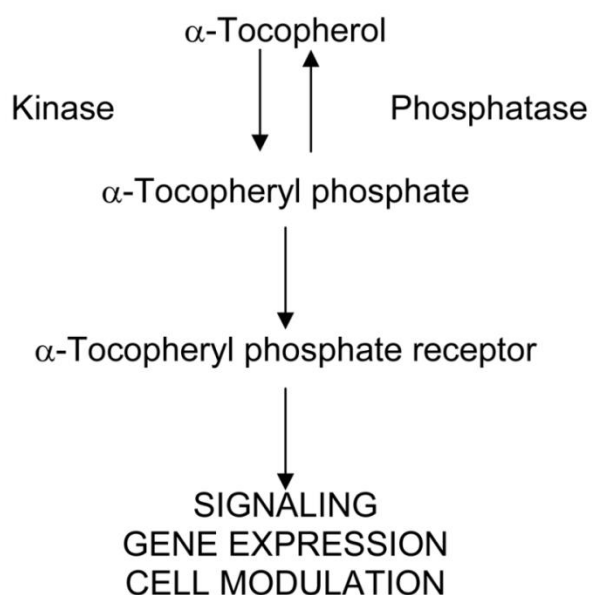 α-Tocopherol
Kinase
Phosphatase
α-Tocopheryl phosphate
α-Tocopheryl phosphate receptor
SIGNALING
GENE EXPRESSION
CELL MODULATION